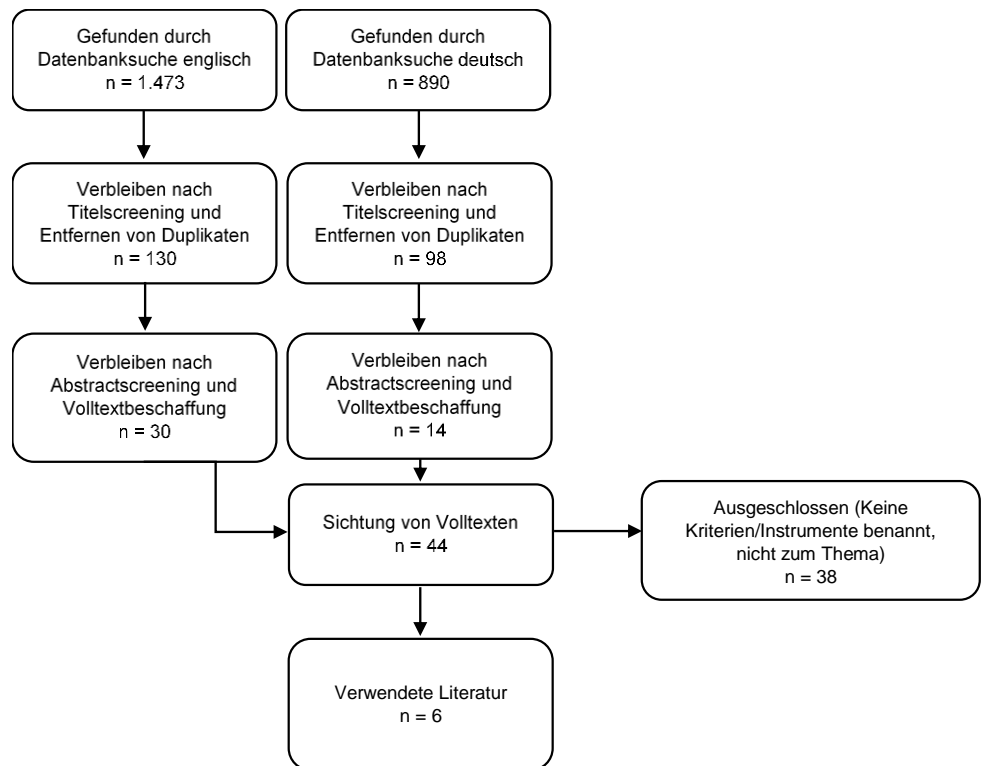 Gefunden durch
Datenbanksuche englisch
n = 1.473
Gefunden durch
Datenbanksuche deutsch
n = 890
Verbleiben nach
Titelscreening und
Entfernen von Duplikaten
n = 130
Verbleiben nach
Titelscreening und
Entfernen von Duplikaten
n = 98
Verbleiben nach
Abstractscreening und
Volltextbeschaffung
n = 30
Verbleiben nach
Abstractscreening und
Volltextbeschaffung
n = 14
Sichtung von Volltexten
n = 44
Ausgeschlossen (Keine
Kriterien/Instrumente benannt,
nicht zum Thema)
n = 38
Verwendete Literatur
n = 6